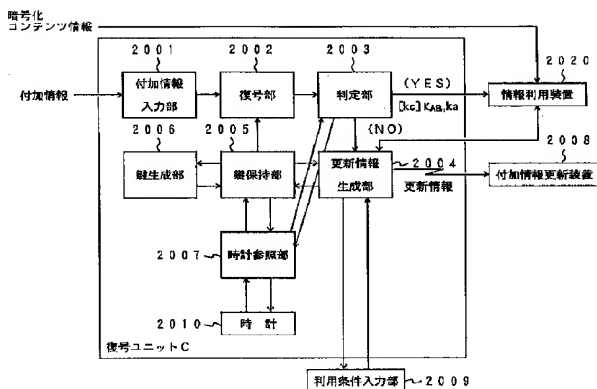 暗号化
コンテンツ情報
2001
2002
2003
2020
付加情報
付加情報
入力部
復号部
判定部
(YES)
[kc] KAB, ka
情報利用装置
(NO)
2006
2005
2004
2008
鍵生成部
鍵保持部
更新情報
生成部
更新情報
付加情報更新装置
2007
時計参照部
2010
時計
復号ユニットC
利用条件入力部
2009